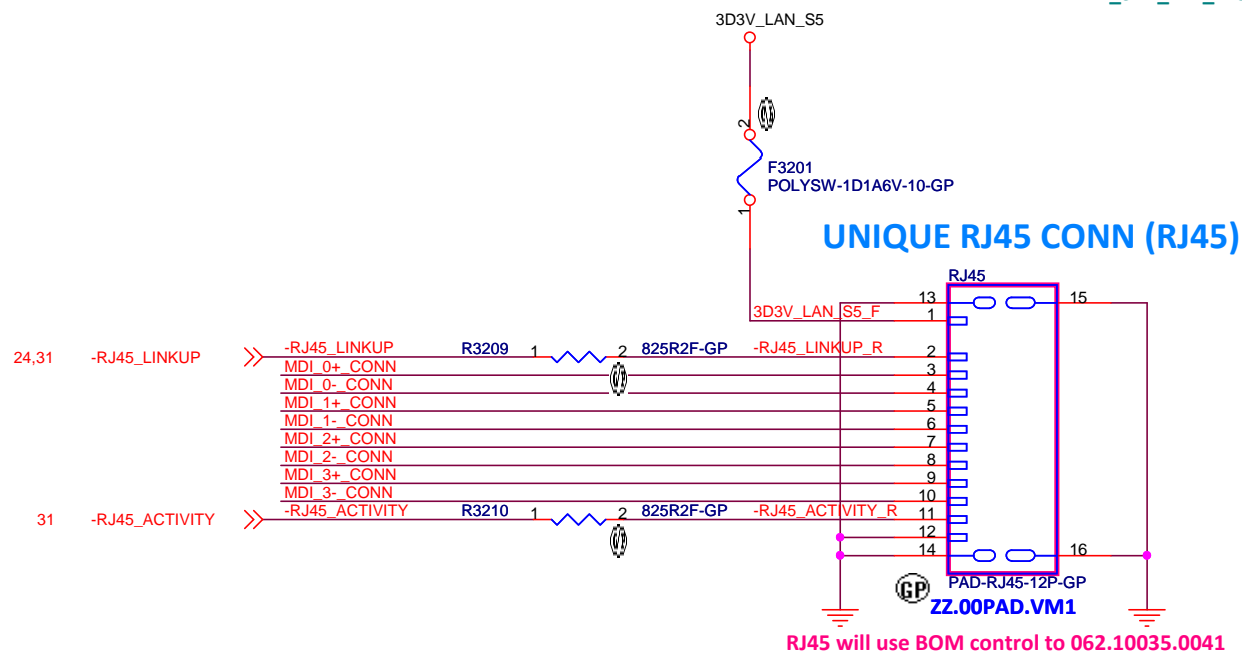 3D3V_LAN_S5
2
F3201
POLYSW-1D1A6V-10-GP
1
UNIQUE RJ45 CONN (RJ45)
RJ45
13
15
3D3V_LAN_S5_F
1
24,31
-RJ45_LINKUP
-RJ45_LINKUP
R3209
1
2
825R2F-GP
-RJ45_LINKUP_R
2
MDI_0+_CONN
3
MDI_0-_CONN
4
MDI_1+_CONN
5
MDI_1-_CONN
6
MDI_2+_CONN
7
MDI_2-_CONN
8
MDI_3+_CONN
9
MDI_3-_CONN
10
31
-RJ45_ACTIVITY
-RJ45_ACTIVITY
R3210
1
2
825R2F-GP
-RJ45_ACTIVITY_R
11
12
14
16
GP
PAD-RJ45-12P-GP
ZZ.00PAD.VM1
RJ45 will use BOM control to 062.10035.0041